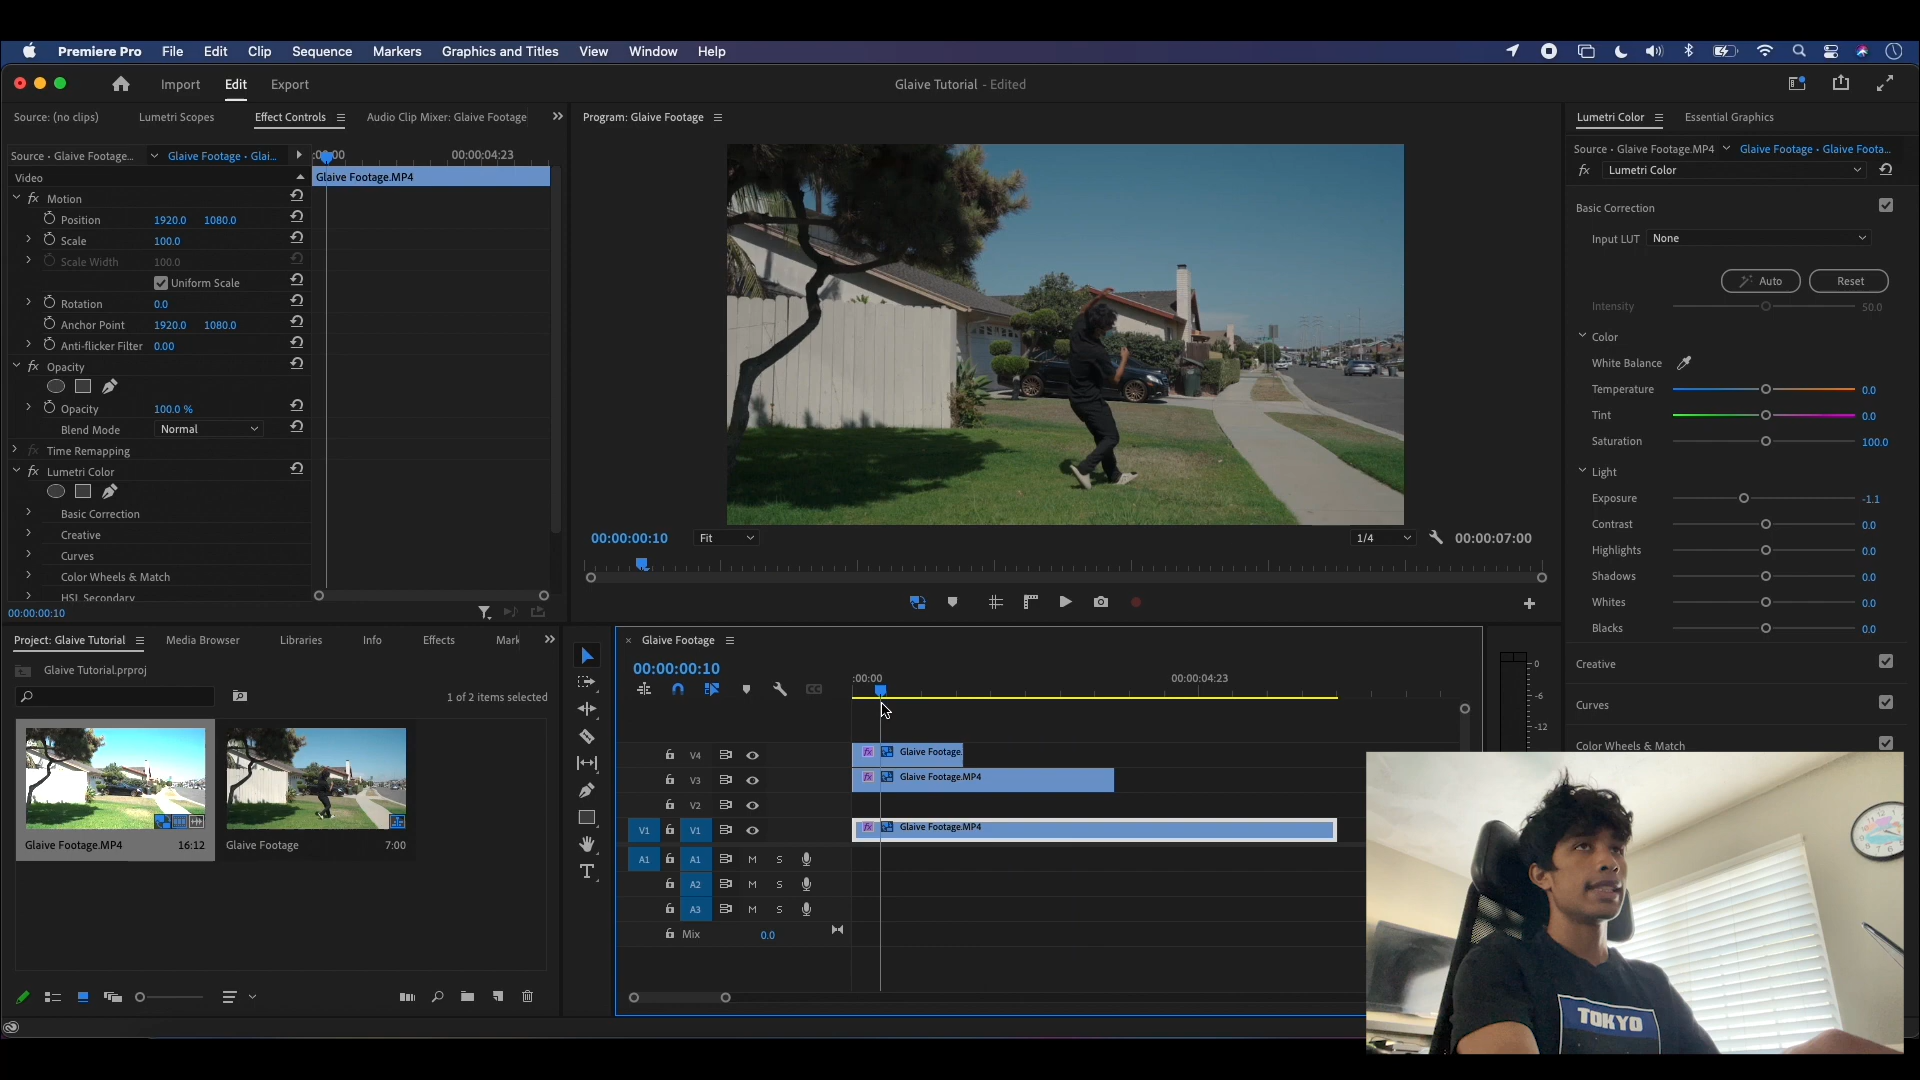 Premiere Pro File Edit Clip Sequence Markers Graphics and Titles View Window Help
Import Edit Export Glaive Tutorial - Edited
Source: (no clips) Lumetri Scopes Effect Controls Audio Clip Mixer: Glaive Footage Program: Glaive Footage Lumetri Color Essential Graphics
Source · Glaive Footage... Glaive Footage · Glai... :00:00 00:00:04:23
Video Glaive Footage.MP4
Motion
Position 1920.0 1080.0
Scale 100.0
Scale Width 100.0
Uniform Scale
Rotation 0.0
Anchor Point 1920.0 1080.0
Anti-flicker Filter 0.00
Opacity
Opacity 100.0 %
Blend Mode Normal
Time Remapping
Lumetri Color
Basic Correction
Creative
Curves
Color Wheels & Match
HSL Secondary
00:00:00:10
00:00:00:10 Fit 1/4 00:00:07:00
Source · Glaive Footage.MP4 Glaive Footage · Glaive Foota...
fx Lumetri Color
Basic Correction
Input LUT None
Auto Reset
Intensity 50.0
Color
White Balance
Temperature 0.0
Tint 0.0
Saturation 100.0
Light
Exposure -1.1
Contrast 0.0
Highlights 0.0
Shadows 0.0
Whites 0.0
Blacks 0.0
Creative
Curves
Color Wheels & Match
Project: Glaive Tutorial Media Browser Libraries Info Effects Mark
Glaive Tutorial.prproj
1 of 2 items selected
Glaive Footage.MP4 16:12 Glaive Footage 7:00
Glaive Footage
00:00:00:10
:00:00 00:00:04:23
V4 fx Glaive Footage.
V3 fx Glaive Footage.MP4
V2
V1 V1 fx Glaive Footage.MP4
A1 A1 M S
A2 M S
A3 M S
Mix 0.0
0
-6
-12
TOKYO